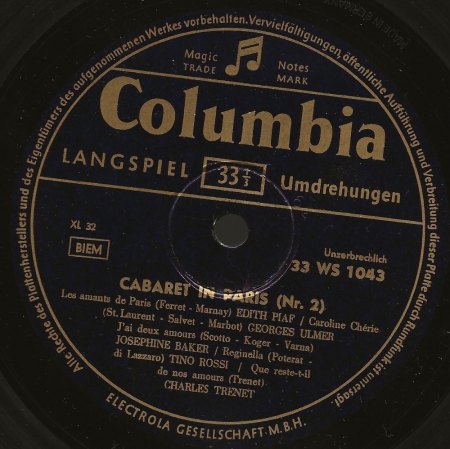 Alle Rechte des Plattenherstellers und des Eigentümers des aufgenommenen Werkes vorbehalten. Vervielfältigungen, öffentliche Aufführung und Verbreitung dieser Platte durch Rundfunk ist untersagt.
MADE IN GERMANY
Magic Notes
TRADE MARK
Columbia
LANGSPIEL 33⅓ Umdrehungen
XL 32
BIEM
Unzerbrechlich
33 WS 1043
CABARET IN PARIS (Nr. 2)
Les amants de Paris (Ferret - Marnay) EDITH PIAF / Caroline Chérie
(St. Laurent - Salvet - Marbot) GEORGES ULMER
J'ai deux amours (Scotto - Koger - Varna)
JOSEPHINE BAKER / Reginella (Poterat -
di Lazzaro) TINO ROSSI / Que reste-t-il
de nos amours (Trenet)
CHARLES TRENET
ELECTROLA GESELLSCHAFT M.B.H.